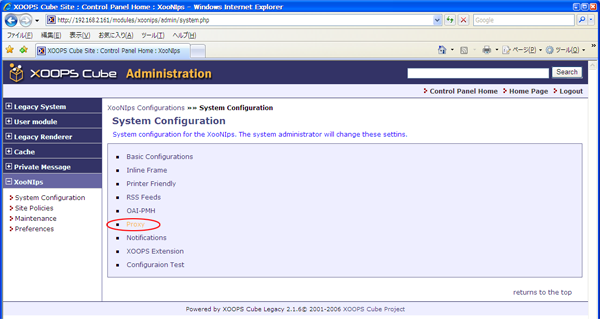 XOOPS Cube Site : Control Panel Home : XooNIps - Windows Internet Explorer
http://192.168.2.161/modules/xoonips/admin/system.php
Google
ファイル(F) 編集(E) 表示(V) お気に入り(A) ツール(T) ヘルプ(H)
XOOPS Cube Site : Control Panel Home : XooNIps
ページ(P) ツール(O)
XOOPS Cube Administration
Search
Control Panel Home Home Page Logout
Legacy System
User module
Legacy Renderer
Cache
Private Message
XooNIps
System Configuration
Site Policies
Maintenance
Preferences
XooNIps Configurations »» System Configuration
System Configuration
System configuration for the XooNIps. The system administrator will change these settins.
Basic Configurations
Inline Frame
Printer Friendly
RSS Feeds
OAI-PMH
Proxy
Notifications
XOOPS Extension
Configuraion Test
returns to the top
Powered by XOOPS Cube Legacy 2.1.6© 2001-2006 XOOPS Cube Project